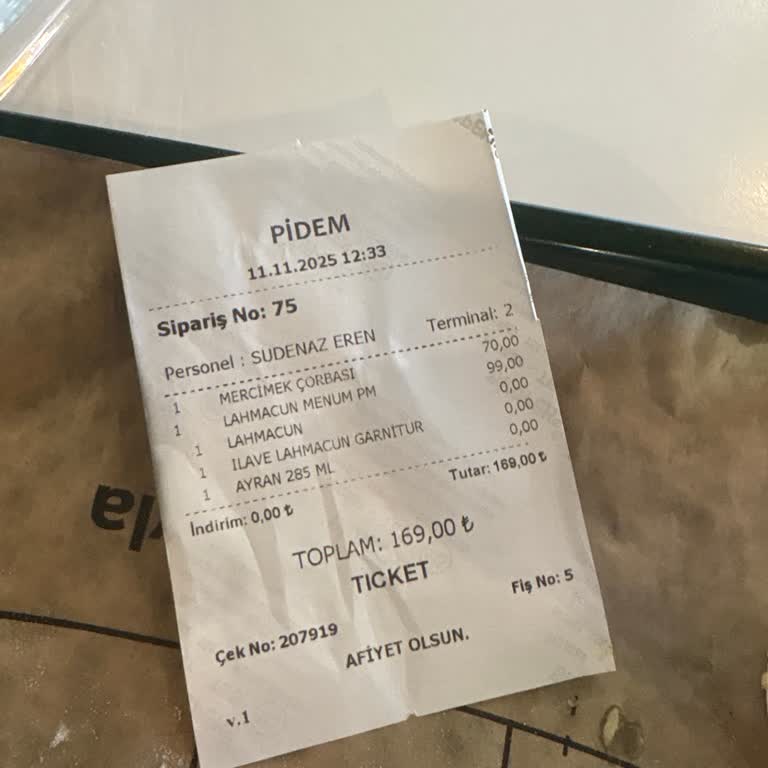 PİDEM
11.11.2025 12:33
Sipariş No: 75
Personel : SUDENAZ EREN Terminal: 2
1 MERCİMEK ÇORBASI 70,00
1 LAHMACUN MENUM PM 99,00
1 LAHMACUN 0,00
1 ILAVE LAHMACUN GARNİTUR 0,00
1 AYRAN 285 ML 0,00
İndirim: 0,00 ₺ Tutar: 169,00 ₺
TOPLAM: 169,00 ₺
TICKET
Fiş No: 5
Çek No: 207919
AFİYET OLSUN.
v.1